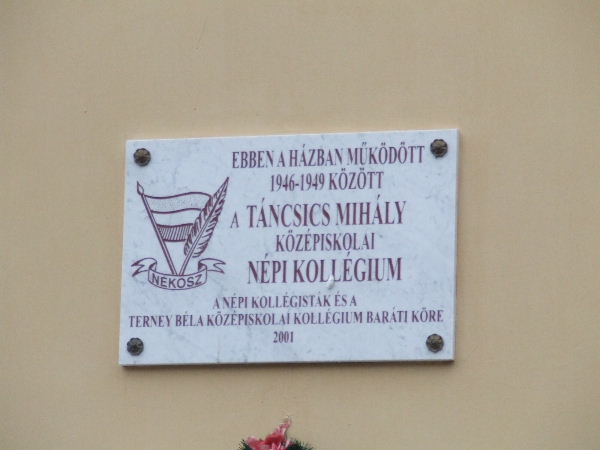 EBBEN A HÁZBAN MŰKÖDÖTT
1946-1949 KÖZÖTT
A TÁNCSICS MIHÁLY
KÖZÉPISKOLAI
NÉPI KOLLÉGIUM
NÉKOSZ
A NÉPI KOLLÉGISTÁK ÉS A
TERNEY BÉLA KÖZÉPISKOLAI KOLLÉGIUM BARÁTI KÖRE
2001